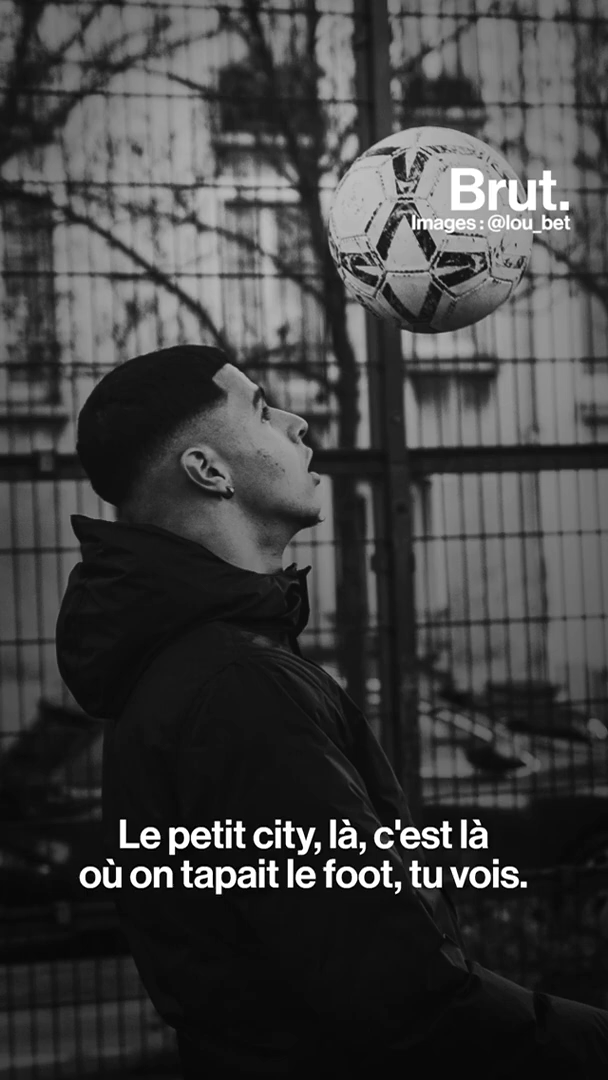 Brut.
Images : @lou_bet
Le petit city, là, c'est là
où on tapait le foot, tu vois.